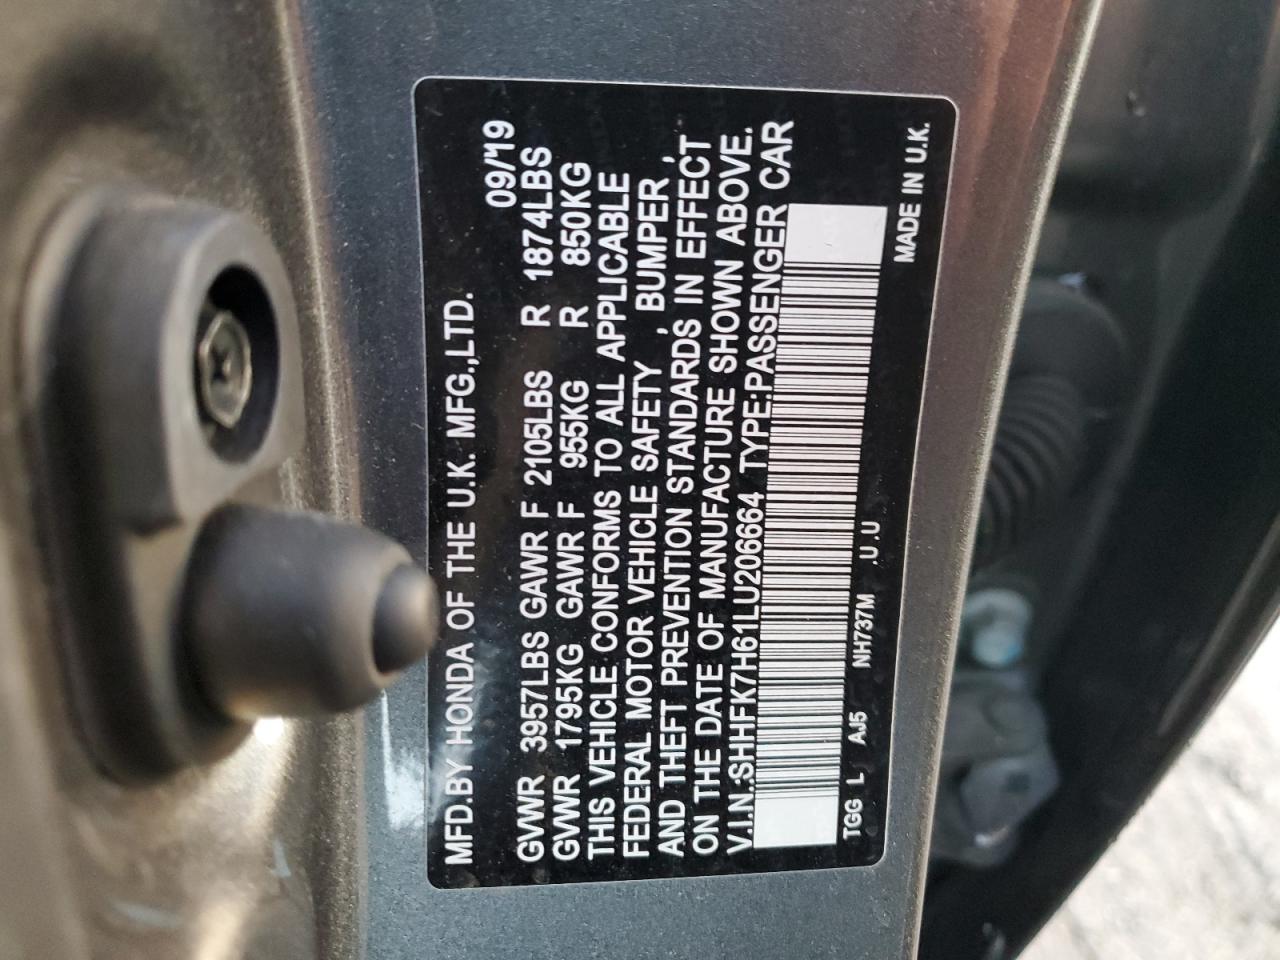 MFD.BY HONDA OF THE U.K. MFG.,LTD. 09/19
GVWR 3957LBS GAWR F 2105LBS R 1874LBS
GVWR 1795KG GAWR F 955KG R 850KG
THIS VEHICLE CONFORMS TO ALL APPLICABLE
FEDERAL MOTOR VEHICLE SAFETY , BUMPER ,
AND THEFT PREVENTION STANDARDS IN EFFECT
ON THE DATE OF MANUFACTURE SHOWN ABOVE.
V.I.N.:SHHFK7H61LU206664 TYPE:PASSENGER CAR
TGG L AJ5 NH737M .U.U MADE IN U.K.